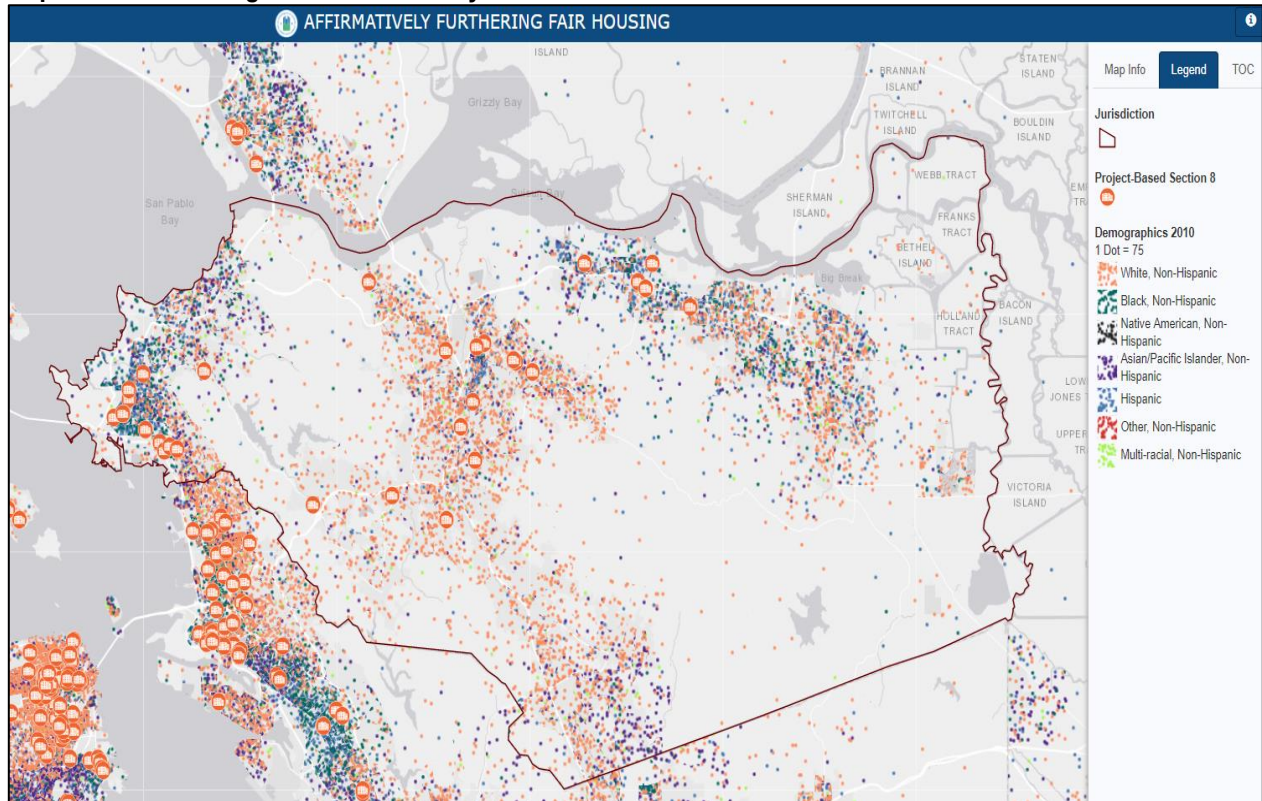 AFFIRMATIVELY FURTHERING FAIR HOUSING
Map Info
Legend
TOC
Jurisdiction
Project-Based Section 8
Demographics 2010
1 Dot = 75
White, Non-Hispanic
Black, Non-Hispanic
Native American, Non-
Hispanic
Asian/Pacific Islander, Non-
Hispanic
Hispanic
Other, Non-Hispanic
Multi-racial, Non-Hispanic
ISLAND
Grizzly Bay
BRANNAN
ISLAND
STATEN
ISLAND
TWITCHELL
ISLAND
BOULDIN
ISLAND
San Pablo
Bay
Bay
SHERMAN
ISLAND
WEBB TRACT
FRANKS
TRACT
BETHEL
ISLAND
Big Break
HOLLAND
TRACT
BACON
ISLAND
JONES
UPPER
VICTORIA
ISLAND